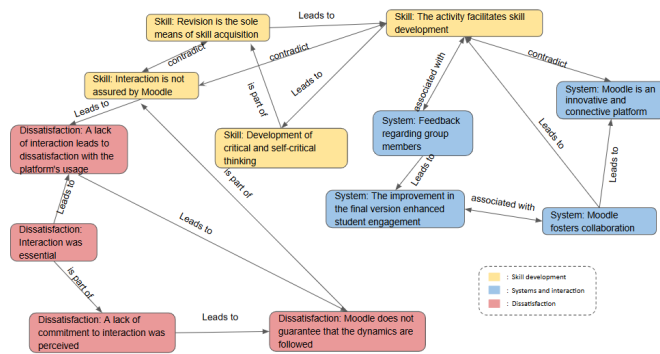 Skill: Revision is the sole
means of skill acquisition
Leads to
Skill: The activity facilitates skill
development
contradict
contradict
Leads to
contradict
Skill: Interaction is not
assured by Moodle
is part of
associated with
System: Moodle is an
innovative and
connective platform
Leads to
Dissatisfaction: A lack
of interaction leads to
dissatisfaction with the
platform's usage
Skill: Development of
critical and self-critical
thinking
System: Feedback
regarding group
members
Leads to
Leads to
is part of
Leads to
Leads to
System: The improvement in
the final version enhanced
student engagement
associated with
System: Moodle
fosters collaboration
Dissatisfaction:
Interaction was
essential
Leads to
is part of
: Skill development
: Systems and interaction
: Dissatisfaction
Dissatisfaction: A lack of
commitment to interaction was
perceived
Leads to
Dissatisfaction: Moodle does not
guarantee that the dynamics are
followed